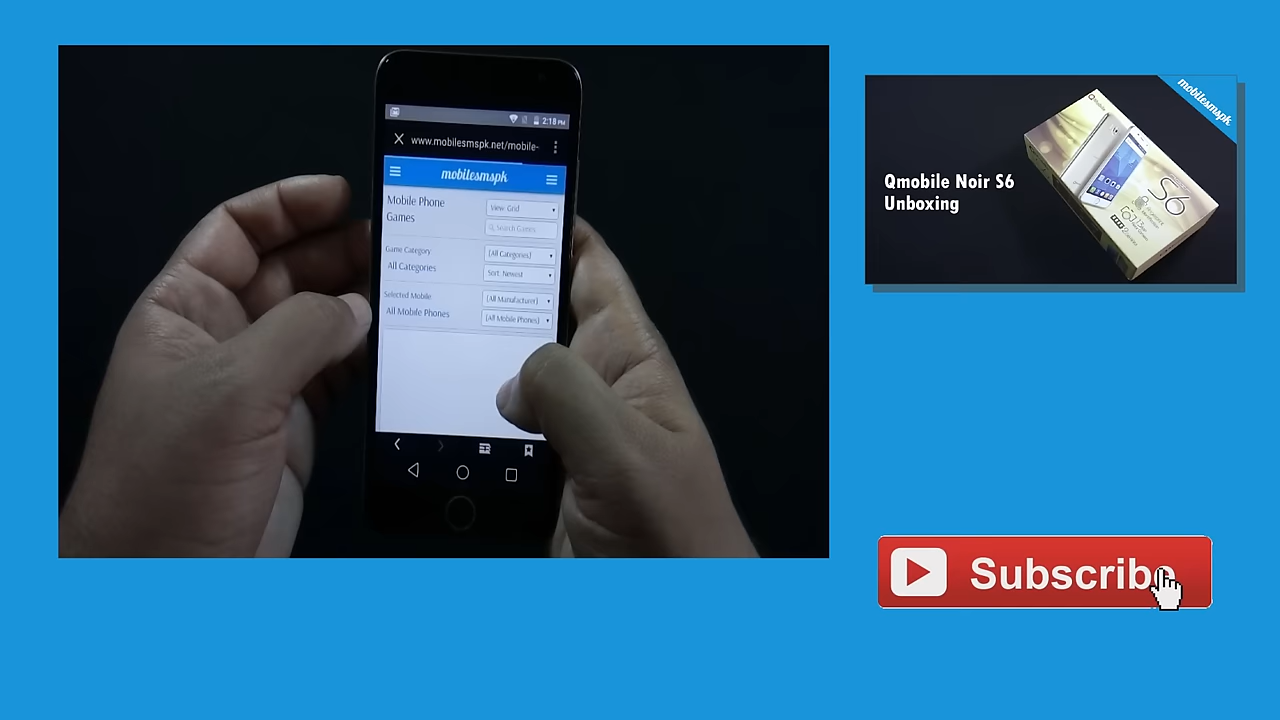 2:18 PM
www.mobilesmspk.net/mobile-
mobilesmspk
Mobile Phone
Games
View: Grid
Search Games
Game Category
All Categories
[All Categories]
Sort: Newest
Selected Mobile
All Mobile Phones
[All Manufacturer]
[All Mobile Phones]
mobilesmspk
Qmobile Noir S6
Unboxing
S6
Subscribe